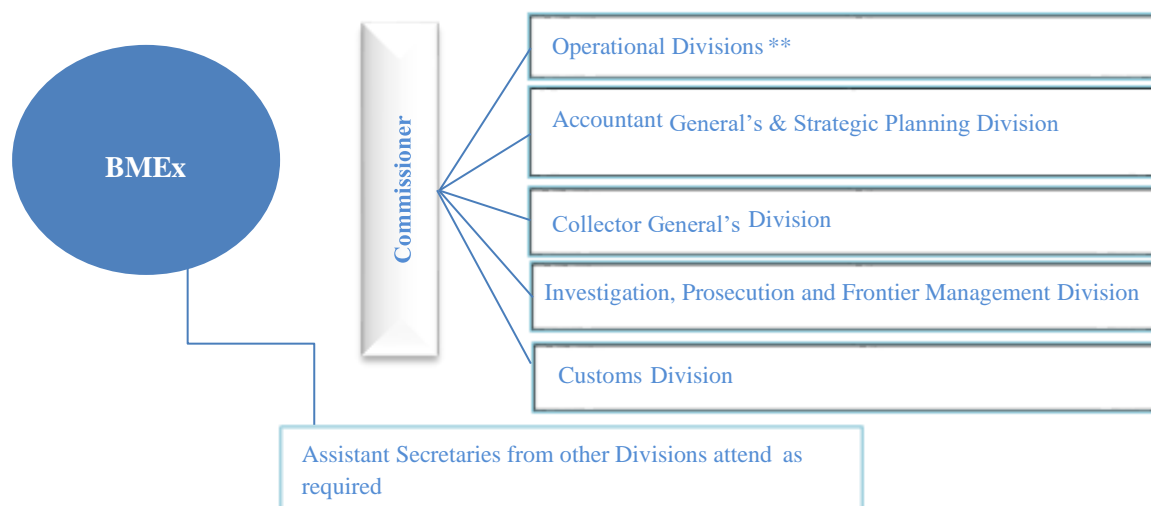 BMEx
Commissioner
Operational Divisions **
Accountant General’s & Strategic Planning Division
Collector General’s Division
Investigation, Prosecution and Frontier Management Division
Customs Division
Assistant Secretaries from other Divisions attend as
required